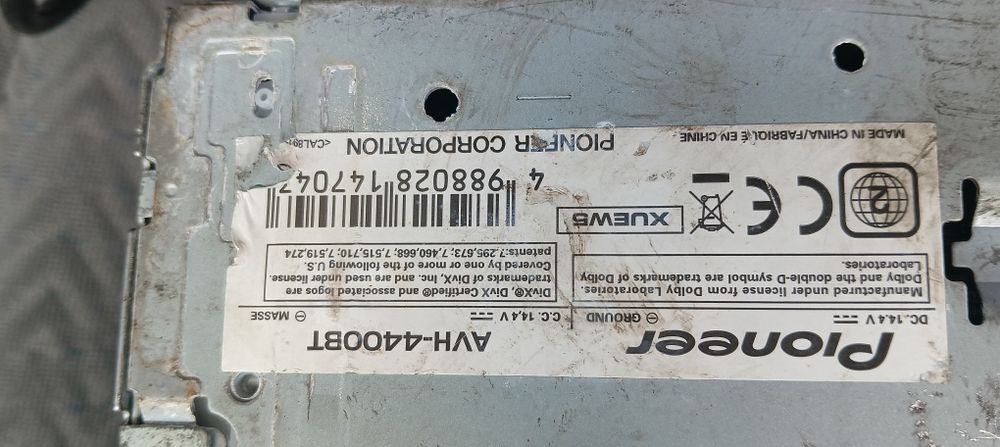 Pioneer
AVH-4400BT
DC. 14.4 V
⊖ GROUND
C.C. 14,4 V
⊖ MASSE
Manufactured under license from Dolby Laboratories.
Dolby and the double-D symbol are trademarks of Dolby
Laboratories.
DivX®, DivX Certified® and associated logos are
trademarks of DivX, Inc. and are used under license.
Covered by one or more of the following U.S.
patents: 7,295,673; 7,460,668; 7,515,710; 7,519,274
2
CE
XUEW5
4 988028 147047
MADE IN CHINA/FABRIQUÉ EN CHINE
PIONEER CORPORATION